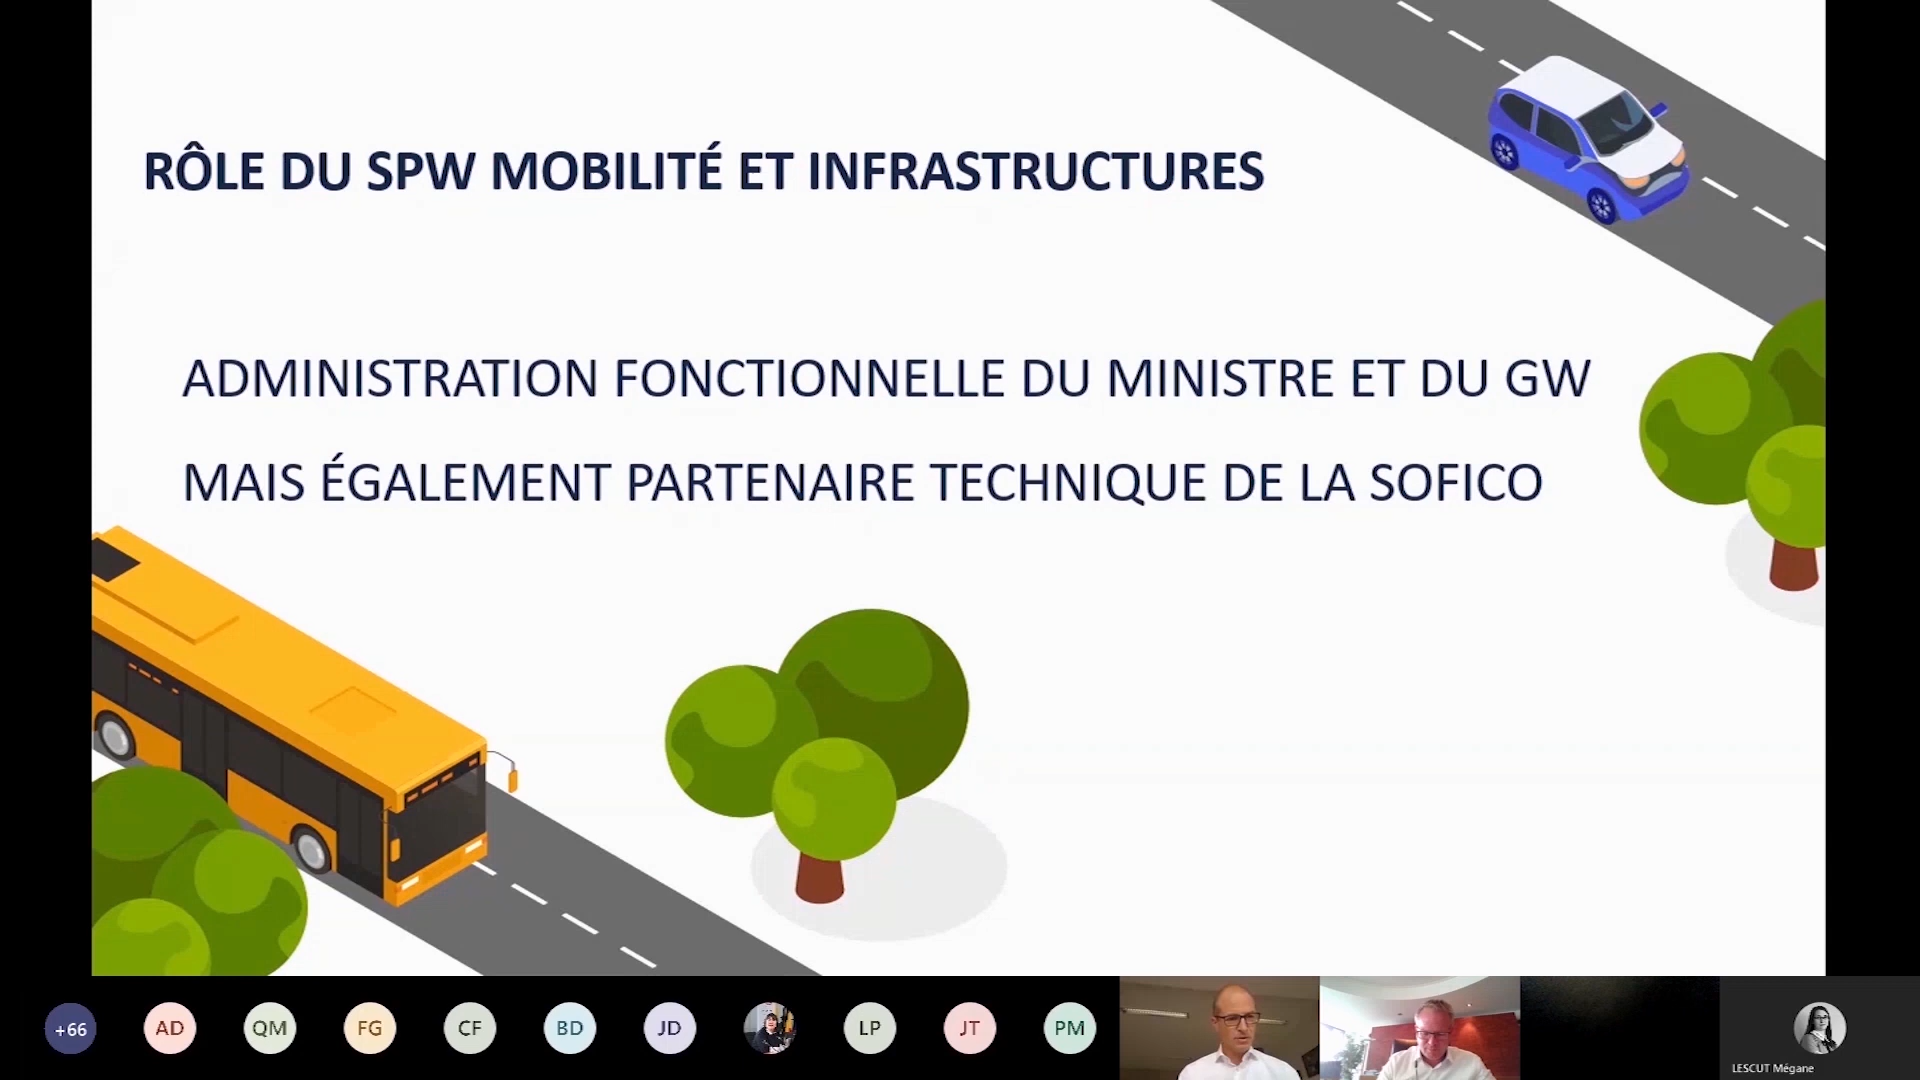 RÔLE DU SPW MOBILITÉ ET INFRASTRUCTURES
ADMINISTRATION FONCTIONNELLE DU MINISTRE ET DU GW
MAIS ÉGALEMENT PARTENAIRE TECHNIQUE DE LA SOFICO
+66 AD QM FG CF BD JD LP JT PM
LESCUT Mégane